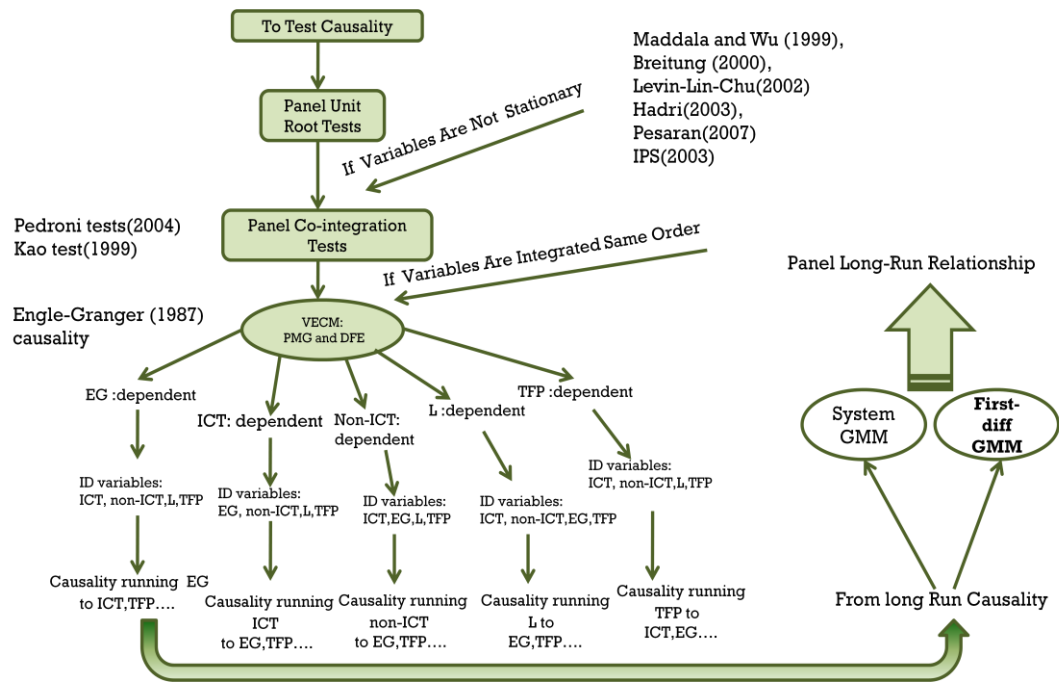 To Test Causality
Maddala and Wu (1999),
Breitung (2000),
Levin-Lin-Chu(2002)
Hadri(2003),
Pesaran(2007)
IPS(2003)
Panel Unit
Root Tests
If Variables Are Not Stationary
Pedroni tests(2004)
Kao test(1999)
Panel Co-integration
Tests
If Variables Are Integrated Same Order
Engle-Granger (1987)
causality
VECM:
PMG and DFE
Panel Long-Run Relationship
EG :dependent
ICT: dependent
Non-ICT:
dependent
L :dependent
TFP :dependent
System
GMM
First-
diff
GMM
ID variables:
ICT, non-ICT,L,TFP
ID variables:
EG, non-ICT,L,TFP
ID variables:
ICT,EG,L,TFP
ID variables:
ICT, non-ICT,EG,TFP
ID variables:
ICT, non-ICT,L,TFP
Causality running EG
to ICT,TFP....
Causality running
ICT
to EG,TFP....
Causality running
non-ICT
to EG,TFP....
Causality running
L to
EG,TFP....
Causality running
TFP to
ICT,EG....
From long Run Causality